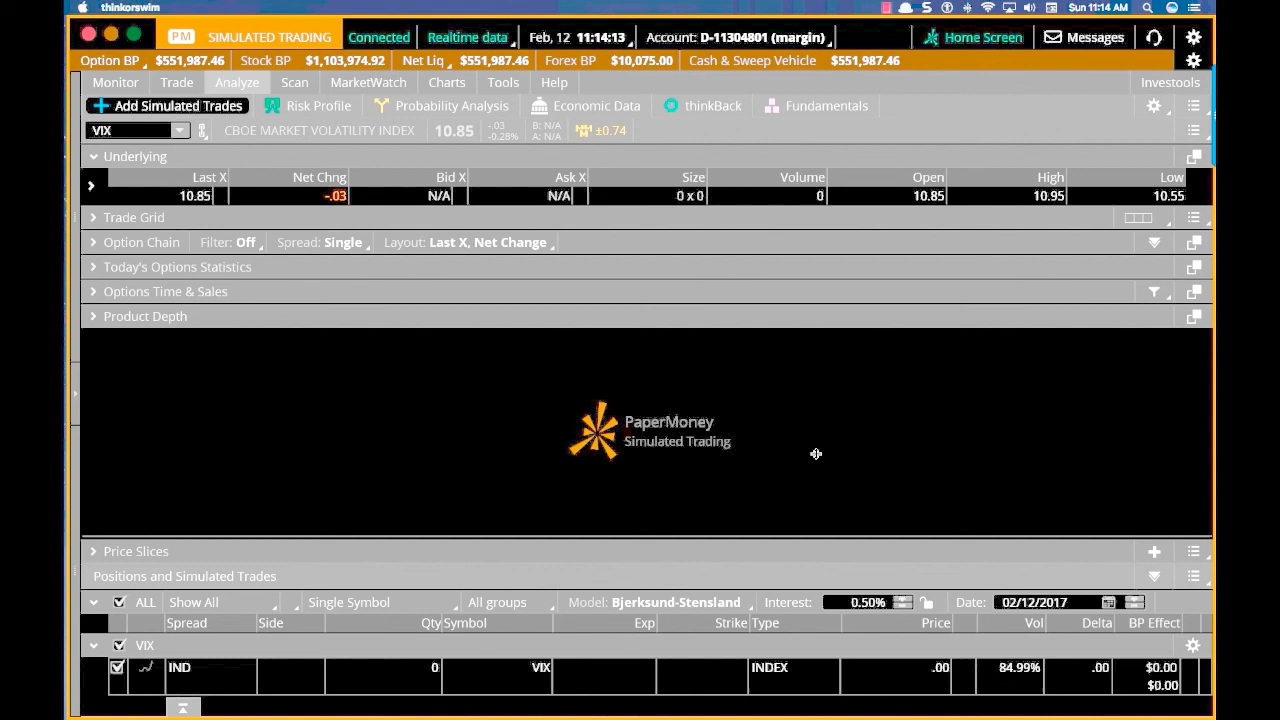 thinkorswim Sun 11:14 AM
PM SIMULATED TRADING Connected Realtime data Feb, 12 11:14:13 Account: D-11304801 (margin) Home Screen Messages
Option BP $551,987.46 Stock BP $1,103,974.92 Net Liq $551,987.46 Forex BP $10,075.00 Cash & Sweep Vehicle $551,987.46
Monitor Trade Analyze Scan MarketWatch Charts Tools Help Investools
Add Simulated Trades Risk Profile Probability Analysis Economic Data thinkBack Fundamentals
VIX CBOE MARKET VOLATILITY INDEX 10.85 -.03 -0.28% B: N/A A: N/A ±0.74
Underlying
Last X Net Chng Bid X Ask X Size Volume Open High Low
10.85 -.03 N/A N/A 0 x 0 0 10.85 10.95 10.55
Trade Grid
Option Chain Filter: Off Spread: Single Layout: Last X, Net Change
Today's Options Statistics
Options Time & Sales
Product Depth
PaperMoney
Simulated Trading
Price Slices
Positions and Simulated Trades
ALL Show All Single Symbol All groups Model: Bjerksund-Stensland Interest: 0.50% Date: 02/12/2017
Spread Side Qty Symbol Exp Strike Type Price Vol Delta BP Effect
VIX
IND 0 VIX INDEX .00 84.99% .00 $0.00
$0.00